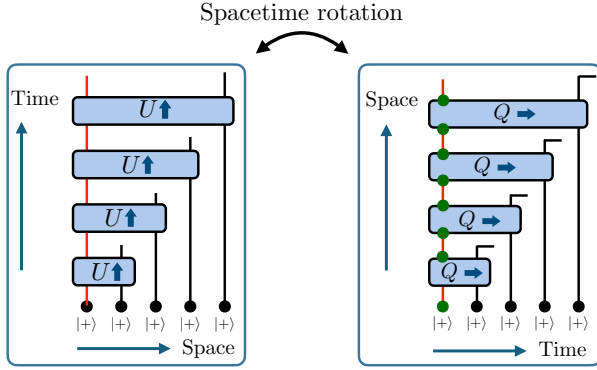 Spacetime rotation
Time
U
U
U
U
|+⟩ |+⟩ |+⟩ |+⟩ |+⟩
Space
Space
Q
Q
Q
Q
|+⟩ |+⟩ |+⟩ |+⟩ |+⟩
Time